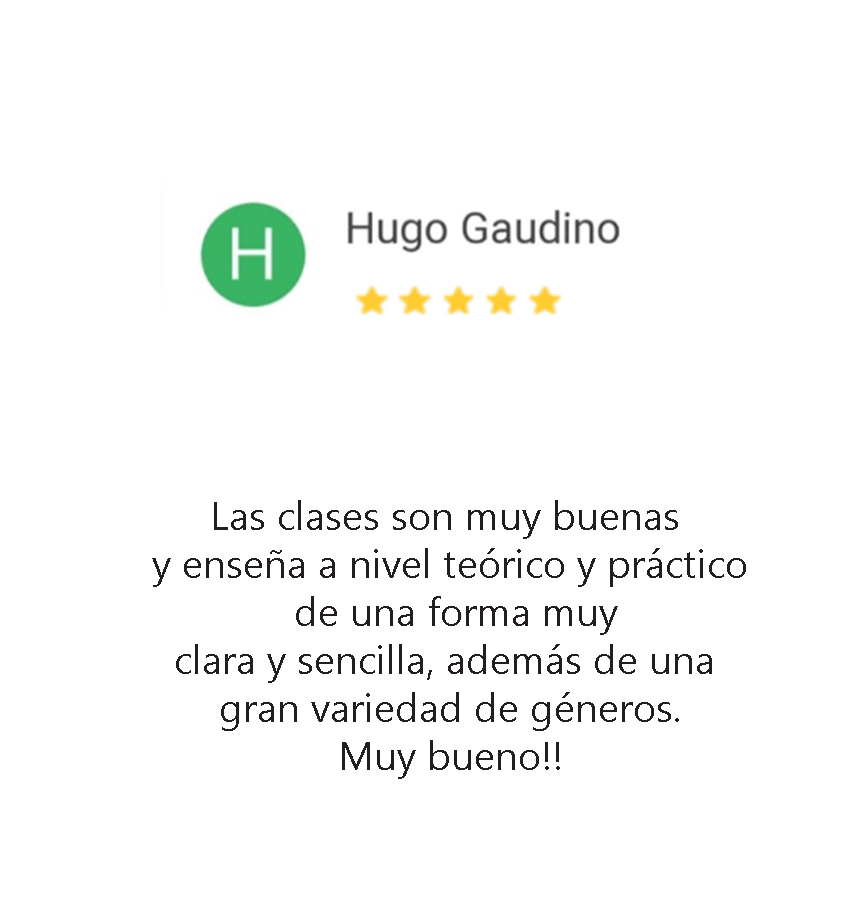 H
Hugo Gaudino
Las clases son muy buenas
y enseña a nivel teórico y práctico
de una forma muy
clara y sencilla, además de una
gran variedad de géneros.
Muy bueno!!